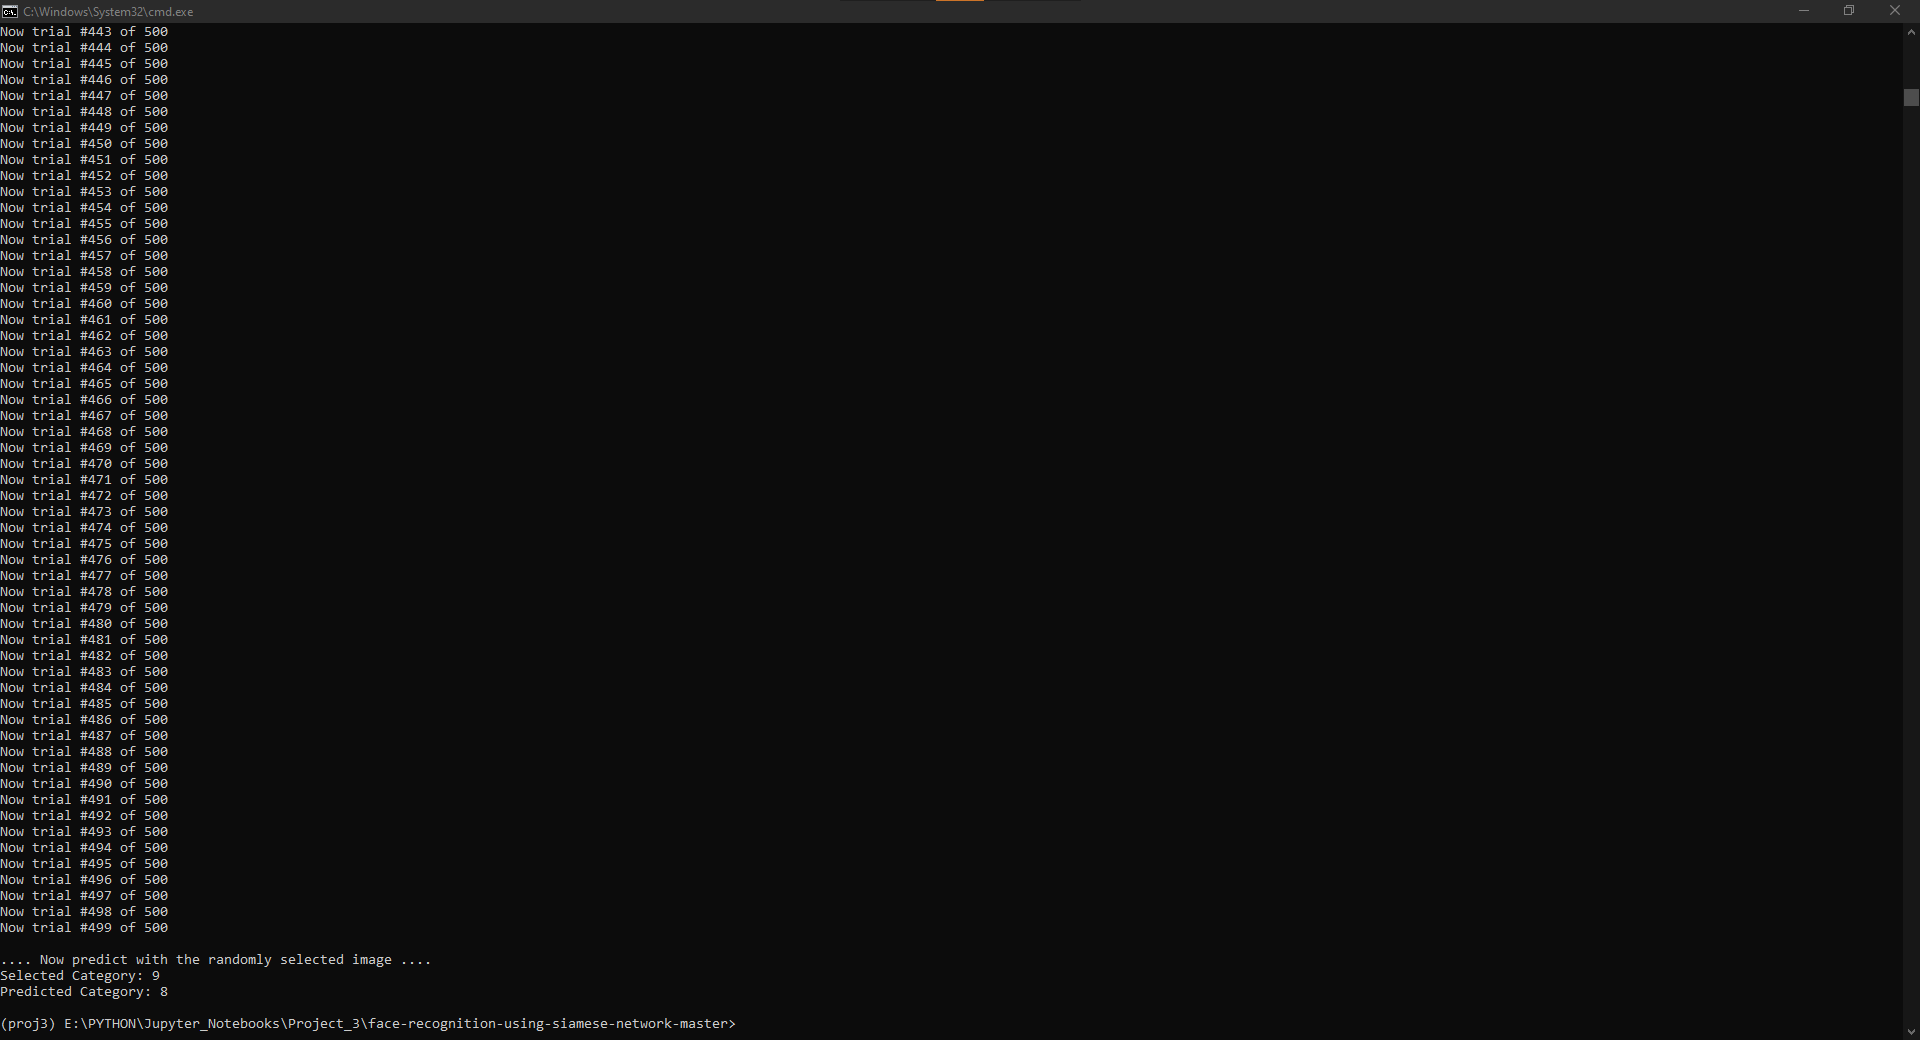 C:\Windows\System32\cmd.exe
Now trial #443 of 500
Now trial #444 of 500
Now trial #445 of 500
Now trial #446 of 500
Now trial #447 of 500
Now trial #448 of 500
Now trial #449 of 500
Now trial #450 of 500
Now trial #451 of 500
Now trial #452 of 500
Now trial #453 of 500
Now trial #454 of 500
Now trial #455 of 500
Now trial #456 of 500
Now trial #457 of 500
Now trial #458 of 500
Now trial #459 of 500
Now trial #460 of 500
Now trial #461 of 500
Now trial #462 of 500
Now trial #463 of 500
Now trial #464 of 500
Now trial #465 of 500
Now trial #466 of 500
Now trial #467 of 500
Now trial #468 of 500
Now trial #469 of 500
Now trial #470 of 500
Now trial #471 of 500
Now trial #472 of 500
Now trial #473 of 500
Now trial #474 of 500
Now trial #475 of 500
Now trial #476 of 500
Now trial #477 of 500
Now trial #478 of 500
Now trial #479 of 500
Now trial #480 of 500
Now trial #481 of 500
Now trial #482 of 500
Now trial #483 of 500
Now trial #484 of 500
Now trial #485 of 500
Now trial #486 of 500
Now trial #487 of 500
Now trial #488 of 500
Now trial #489 of 500
Now trial #490 of 500
Now trial #491 of 500
Now trial #492 of 500
Now trial #493 of 500
Now trial #494 of 500
Now trial #495 of 500
Now trial #496 of 500
Now trial #497 of 500
Now trial #498 of 500
Now trial #499 of 500
.... Now predict with the randomly selected image ....
Selected Category: 9
Predicted Category: 8
(proj3) E:\PYTHON\Jupyter_Notebooks\Project_3\face-recognition-using-siamese-network-master>